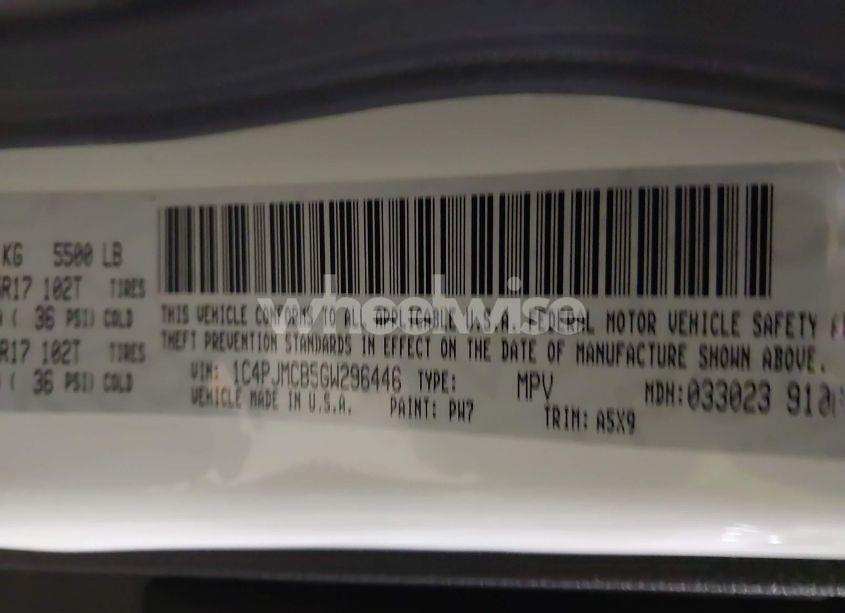 KG 5500 LB
R17 102T TIRES
( 36 PSI) COLD
R17 102T TIRES
( 36 PSI) COLD
THIS VEHICLE CONFORMS TO ALL APPLICABLE U.S.A. FEDERAL MOTOR VEHICLE SAFETY
THEFT PREVENTION STANDARDS IN EFFECT ON THE DATE OF MANUFACTURE SHOWN ABOVE.
VIN: 1C4PJMCB5GW296446 TYPE: MPV MDH: 033023 910
VEHICLE MADE IN U.S.A. PAINT: PW7 TRIM: A5X9
wheelwise